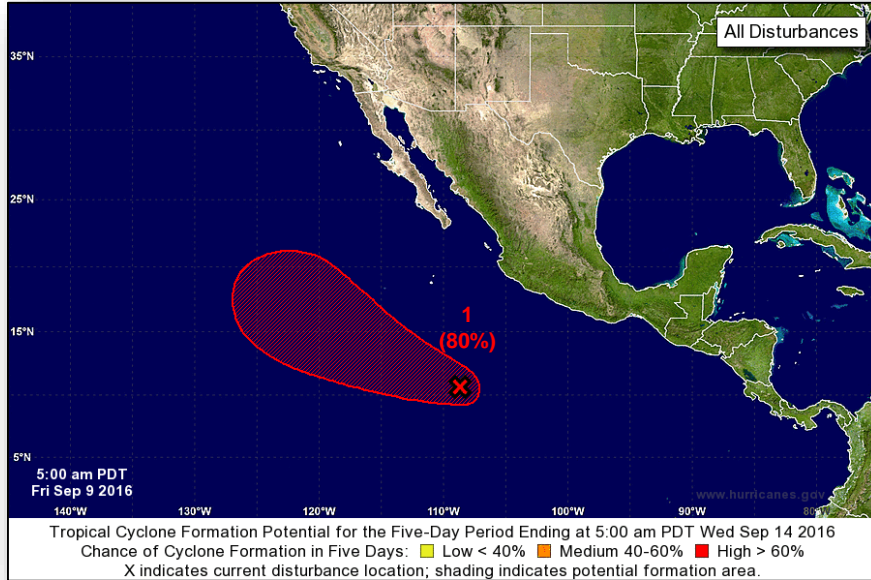 All Disturbances
35°N
25°N
15°N
5°N
1
(80%)
5:00 am PDT
Fri Sep 9 2016
www.hurricanes.gov
140°W
130°W
120°W
110°W
100°W
90°W
80°W
Tropical Cyclone Formation Potential for the Five-Day Period Ending at 5:00 am PDT Wed Sep 14 2016
Chance of Cyclone Formation in Five Days: Low < 40% Medium 40-60% High > 60%
X indicates current disturbance location; shading indicates potential formation area.